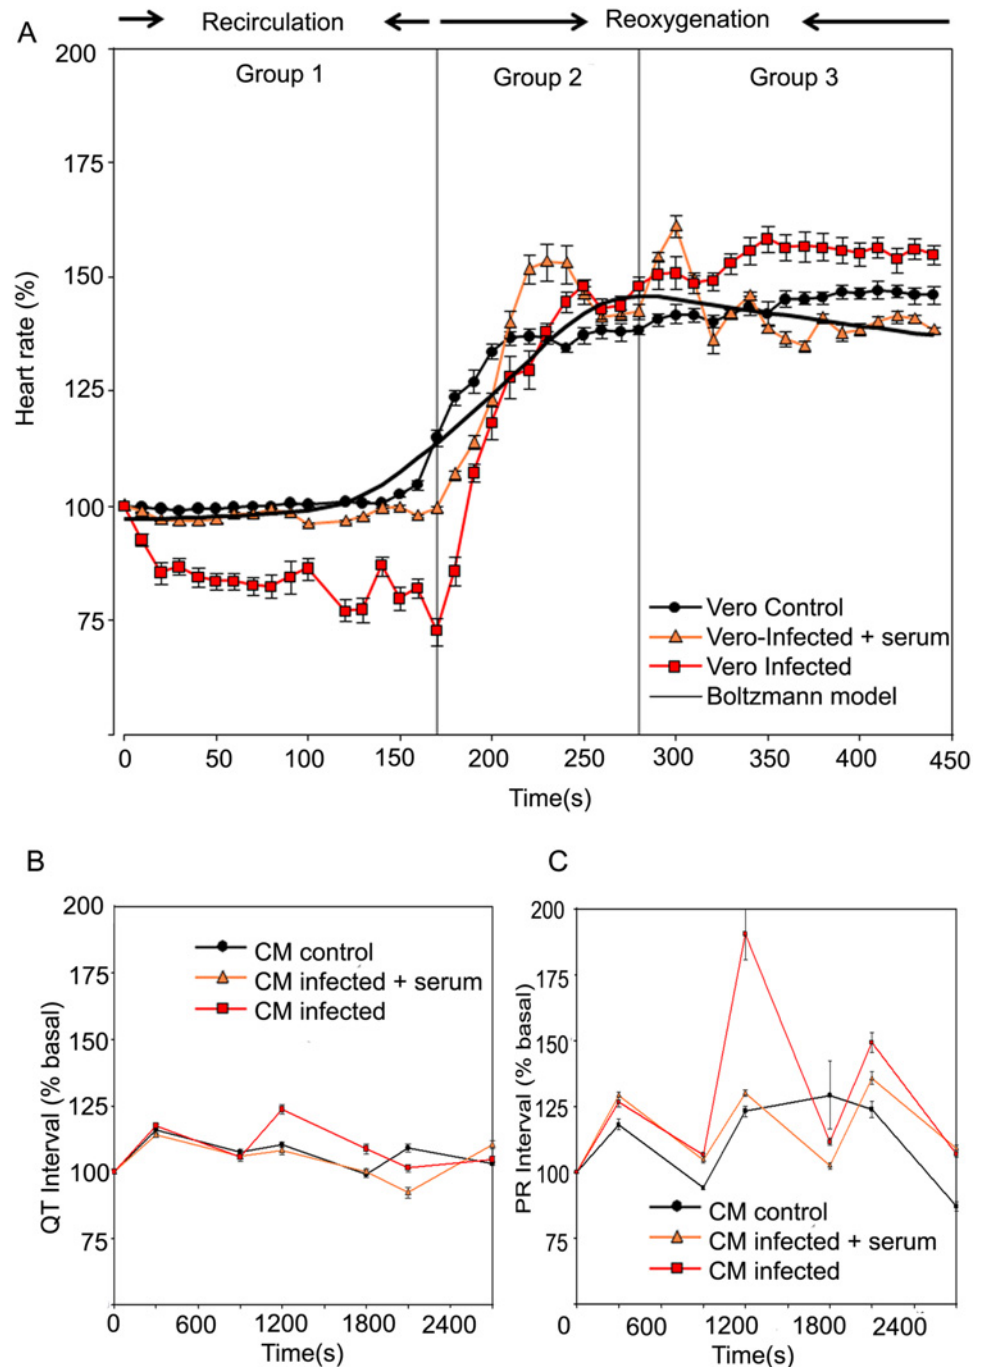 A
Recirculation
Reoxygenation
Group 1
Group 2
Group 3
200
175
150
125
100
75
Heart rate (%)
Vero Control
Vero-Infected + serum
Vero Infected
Boltzmann model
0 50 100 150 200 250 300 350 400 450
Time(s)
B
200
175
150
125
100
75
QT Interval (% basal)
CM control
CM infected + serum
CM infected
0 600 1200 1800 2400
Time(s)
C
200
175
150
125
100
75
PR Interval (% basal)
CM control
CM infected + serum
CM infected
0 600 1200 1800 2400
Time(s)